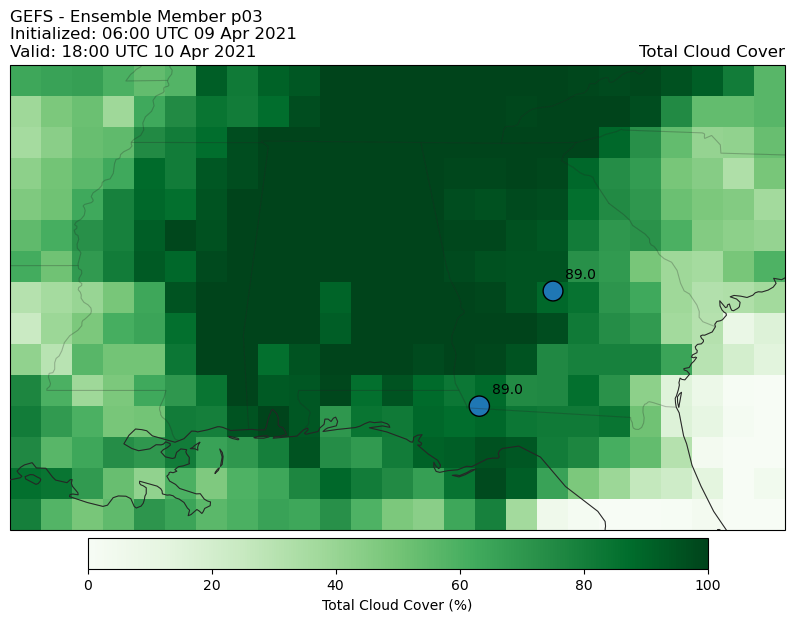 GEFS - Ensemble Member p03
Initialized: 06:00 UTC 09 Apr 2021
Valid: 18:00 UTC 10 Apr 2021
Total Cloud Cover
89.0
89.0
0 20 40 60 80 100
Total Cloud Cover (%)